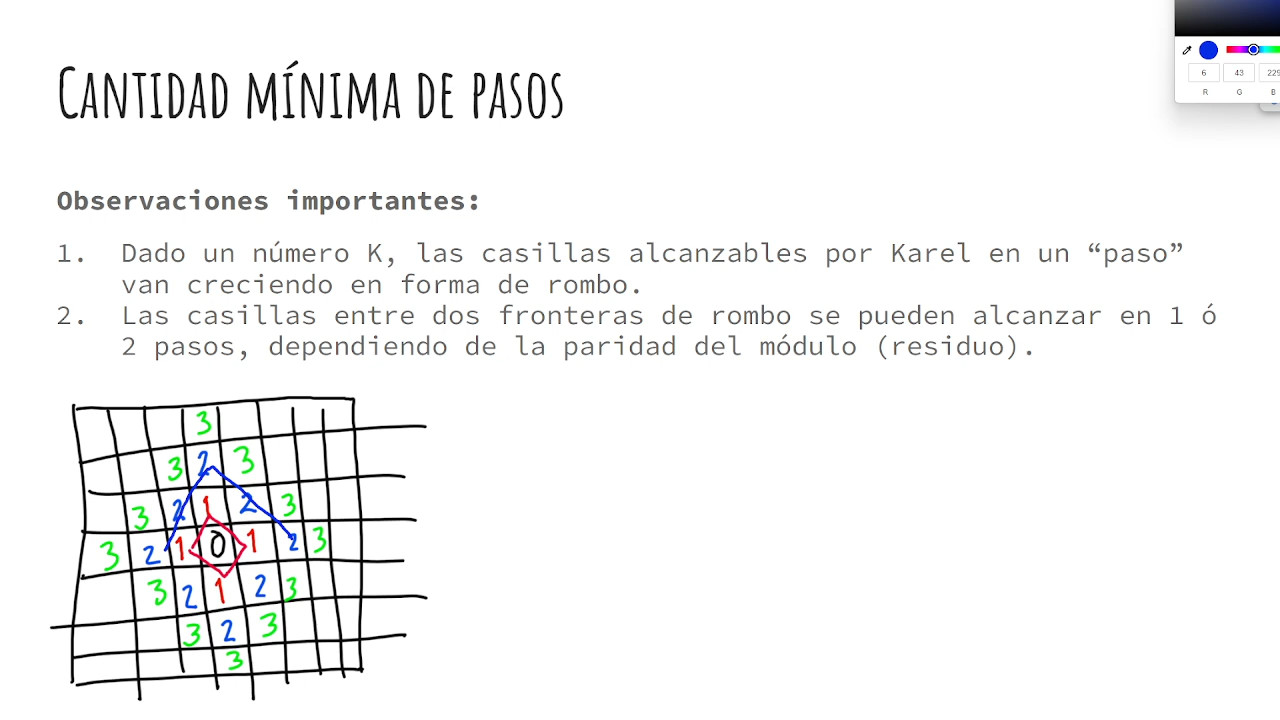 CANTIDAD MÍNIMA DE PASOS
6 43 229
R G B
Observaciones importantes:
1. Dado un número K, las casillas alcanzables por Karel en un “paso”
van creciendo en forma de rombo.
2. Las casillas entre dos fronteras de rombo se pueden alcanzar en 1 ó
2 pasos, dependiendo de la paridad del módulo (residuo).
3
3 2 3
3 2 1 2 3
3 2 1 0 1 2 3
3 2 1 2 3
3 2 3
3